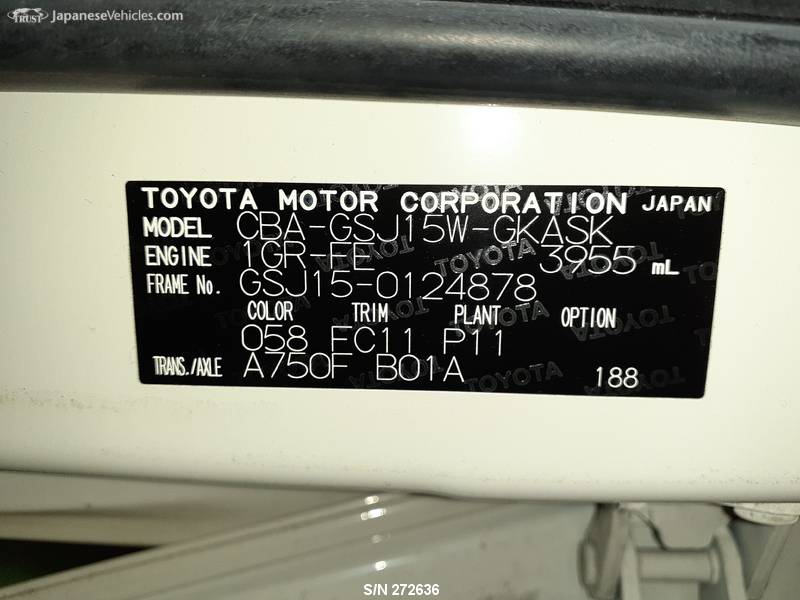 TRUST JapaneseVehicles.com
TOYOTA MOTOR CORPORATION JAPAN
MODEL CBA-GSJ15W-GKASK
ENGINE 1GR-FE 3955 mL
FRAME No. GSJ15-0124878
COLOR TRIM PLANT OPTION
058 FC11 P11
TRANS./AXLE A750F B01A 188
S/N 272636